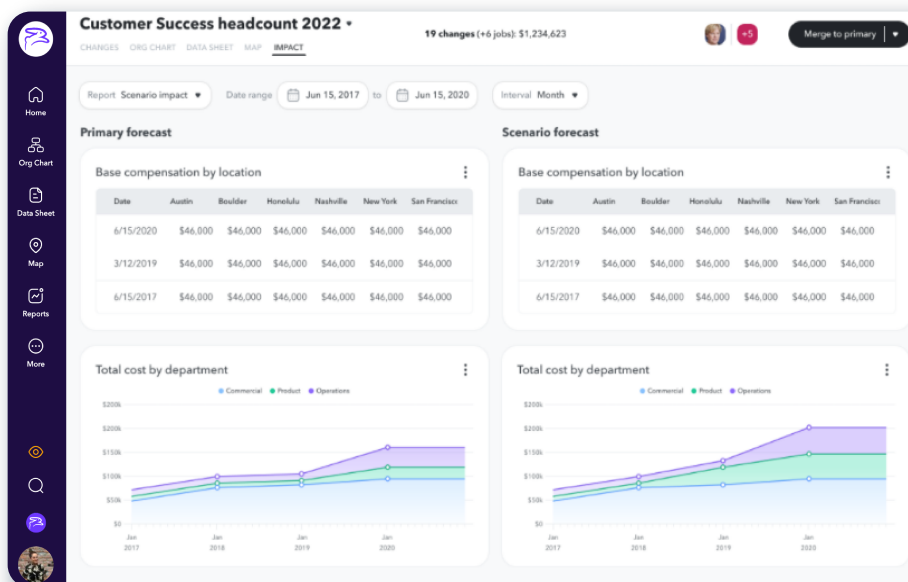 Customer Success headcount 2022
19 changes (+6 jobs): $1,234,623
+5
Merge to primary
CHANGES ORG CHART DATA SHEET MAP IMPACT
Home
Org Chart
Data Sheet
Map
Reports
More
Report Scenario impact
Date range Jun 15, 2017 to Jun 15, 2020
Interval Month
Primary forecast
Base compensation by location
Date Austin Boulder Honolulu Nashville New York San Francisco
6/15/2020 $46,000 $46,000 $46,000 $46,000 $46,000 $46,000
3/12/2019 $46,000 $46,000 $46,000 $46,000 $46,000 $46,000
6/15/2017 $46,000 $46,000 $46,000 $46,000 $46,000 $46,000
Total cost by department
Commercial Product Operations
$200k
$200k
$150k
$100k
$50k
$0
Jan Jan Jan Jan
2017 2018 2019 2020
Scenario forecast
Base compensation by location
Date Austin Boulder Honolulu Nashville New York San Francisco
6/15/2020 $46,000 $46,000 $46,000 $46,000 $46,000 $46,000
3/12/2019 $46,000 $46,000 $46,000 $46,000 $46,000 $46,000
6/15/2017 $46,000 $46,000 $46,000 $46,000 $46,000 $46,000
Total cost by department
Commercial Product Operations
$200k
$200k
$150k
$100k
$50k
$0
Jan Jan Jan Jan
2017 2018 2019 2020